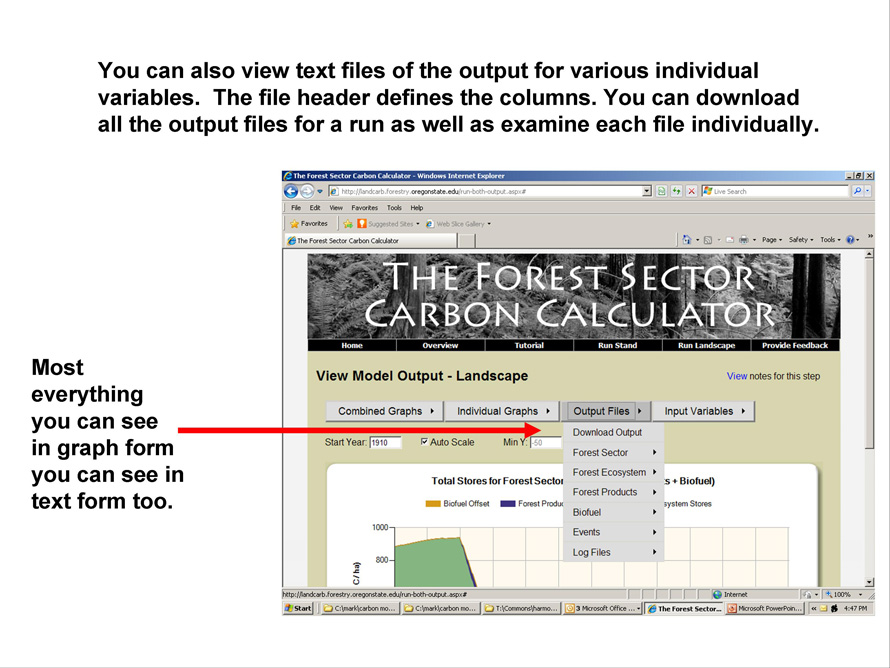 You can also view text files of the output for various individual
variables.  The file header defines the columns. You can download
all the output files for a run as well as examine each file individually.
Most
everything
you can see
in graph form
you can see in
text form too.
The Forest Sector Carbon Calculator - Windows Internet Explorer
http://landcarb.forestry.oregonstate.edu/run-both-output.aspx#
Live Search
File Edit View Favorites Tools Help
Favorites Suggested Sites Web Slice Gallery
The Forest Sector Carbon Calculator
Page Safety Tools
THE FOREST SECTOR
CARBON CALCULATOR
Home Overview Tutorial Run Stand Run Landscape Provide Feedback
View Model Output - Landscape
View notes for this step
Combined Graphs Individual Graphs Output Files Input Variables
Start Year: 1910 Auto Scale Min Y: -50
Download Output
Forest Sector
Forest Ecosystem
Forest Products
Biofuel
Events
Log Files
Total Stores for Forest Sector
s + Biofuel)
Biofuel Offset Forest Produ
ystem Stores
1000
800
C / ha)
http://landcarb.forestry.oregonstate.edu/run-both-output.aspx#
Internet 100%
Start C:\mark\carbon mo... C:\mark\carbon mo... T:\Commons\harmo... 3 Microsoft Office ... The Forest Sector... Microsoft PowerPoin... 4:47 PM